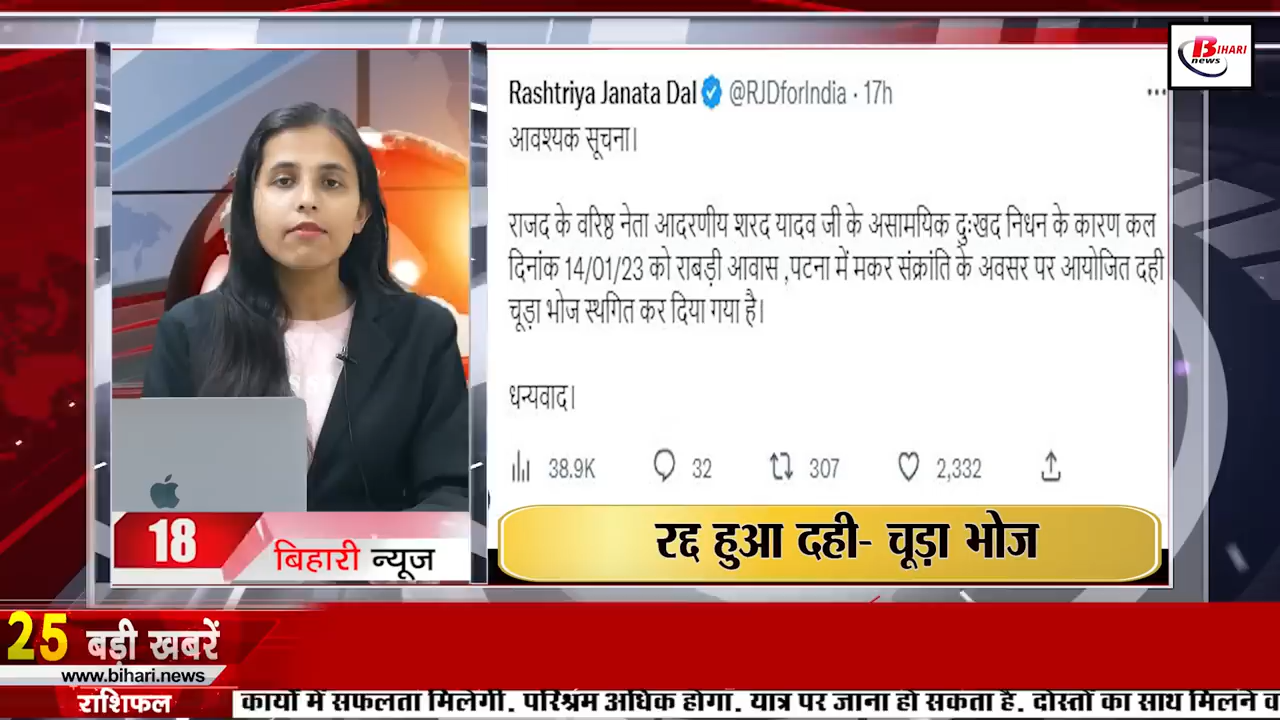 BIHARI
news
Rashtriya Janata Dal @RJDforIndia · 17h
आवश्यक सूचना।
राजद के वरिष्ठ नेता आदरणीय शरद यादव जी के असामयिक दुःखद निधन के कारण कल
दिनांक 14/01/23 को राबड़ी आवास ,पटना में मकर संक्रांति के अवसर पर आयोजित दही
चूड़ा भोज स्थगित कर दिया गया है।
धन्यवाद।
38.9K 32 307 2,332
रद्द हुआ दही- चूड़ा भोज
18
बिहारी न्यूज
25 बड़ी खबरें
www.bihari.news
राशिफल
कार्यो में सफलता मिलेगी. परिश्रम अधिक होगा. यात्र पर जाना हो सकता है. दोस्तों का साथ मिलने